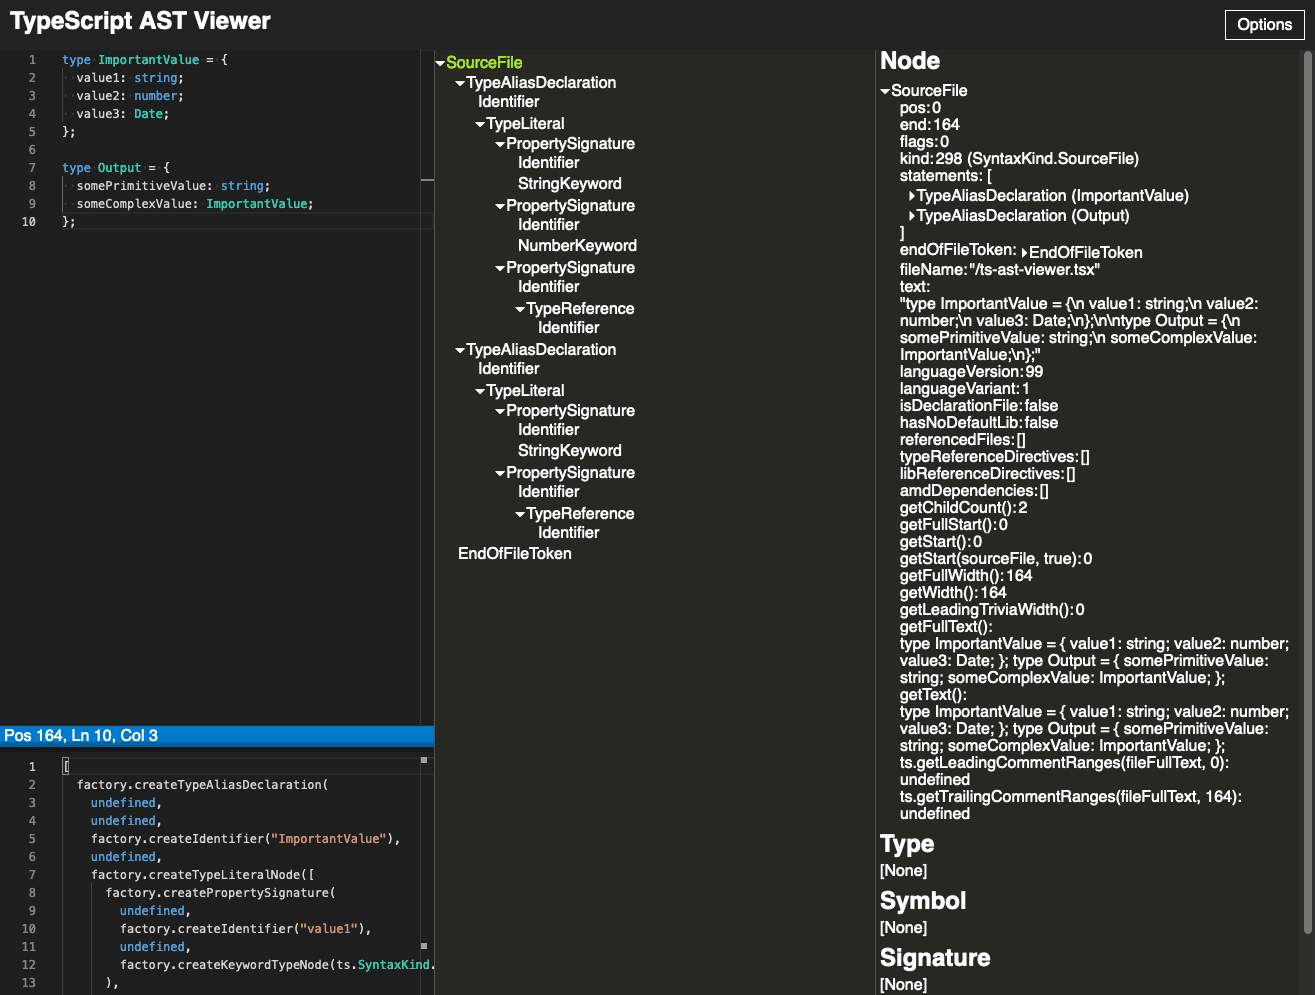 TypeScript AST Viewer
Options
1 type ImportantValue = {
2 value1: string;
3 value2: number;
4 value3: Date;
5 };
6
7 type Output = {
8 somePrimitiveValue: string;
9 someComplexValue: ImportantValue;
10 };
Pos 164, Ln 10, Col 3
1 [
2 factory.createTypeAliasDeclaration(
3 undefined,
4 undefined,
5 factory.createIdentifier("ImportantValue"),
6 undefined,
7 factory.createTypeLiteralNode([
8 factory.createPropertySignature(
9 undefined,
10 factory.createIdentifier("value1"),
11 undefined,
12 factory.createKeywordTypeNode(ts.SyntaxKind.
13 ),
SourceFile
TypeAliasDeclaration
Identifier
TypeLiteral
PropertySignature
Identifier
StringKeyword
PropertySignature
Identifier
NumberKeyword
PropertySignature
Identifier
TypeReference
Identifier
TypeAliasDeclaration
Identifier
TypeLiteral
PropertySignature
Identifier
StringKeyword
PropertySignature
Identifier
TypeReference
Identifier
EndOfFileToken
Node
SourceFile
pos:0
end:164
flags:0
kind:298 (SyntaxKind.SourceFile)
statements: [
TypeAliasDeclaration (ImportantValue)
TypeAliasDeclaration (Output)
]
endOfFileToken: EndOfFileToken
fileName:"/ts-ast-viewer.tsx"
text:
"type ImportantValue = {\n value1: string;\n value2:
number;\n value3: Date;\n};\n\ntype Output = {\n
somePrimitiveValue: string;\n someComplexValue:
ImportantValue;\n};"
languageVersion:99
languageVariant:1
isDeclarationFile:false
hasNoDefaultLib:false
referencedFiles:[]
typeReferenceDirectives:[]
libReferenceDirectives:[]
amdDependencies:[]
getChildCount():2
getFullStart():0
getStart():0
getStart(sourceFile, true):0
getFullWidth():164
getWidth():164
getLeadingTriviaWidth():0
getFullText():
type ImportantValue = { value1: string; value2: number;
value3: Date; }; type Output = { somePrimitiveValue:
string; someComplexValue: ImportantValue; };
getText():
type ImportantValue = { value1: string; value2: number;
value3: Date; }; type Output = { somePrimitiveValue:
string; someComplexValue: ImportantValue; };
ts.getLeadingCommentRanges(fileFullText, 0):
undefined
ts.getTrailingCommentRanges(fileFullText, 164):
undefined
Type
[None]
Symbol
[None]
Signature
[None]